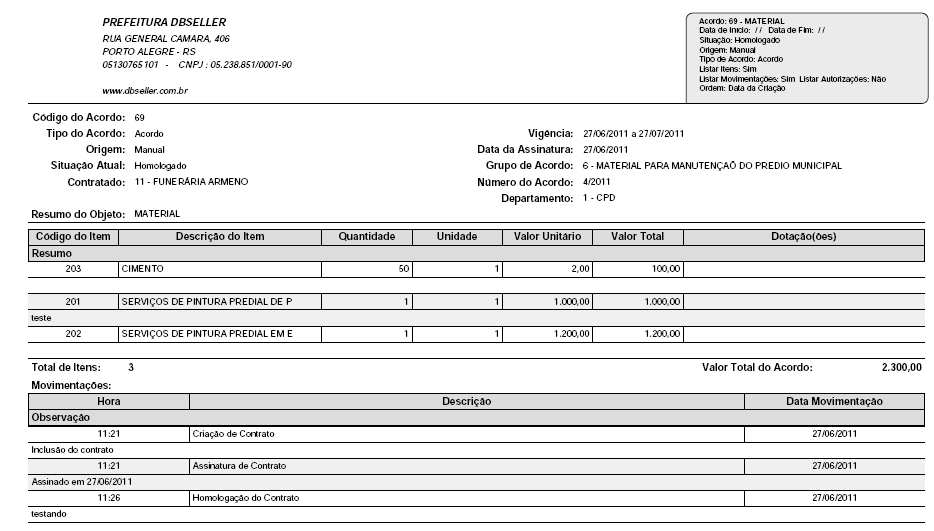 PREFEITURA DBSELLER
RUA GENERAL CAMARA, 406
PORTO ALEGRE - RS
05130765101 - CNPJ : 05.238.851/0001-90
www.dbseller.com.br
Acordo: 69 - MATERIAL
Data de Inicio: / / Data de Fim: / /
Situação: Homologado
Origem: Manual
Tipo de Acordo: Acordo
Listar Itens: Sim
Listar Movimentações: Sim Listar Autorizações: Não
Ordem: Data da Criação
Código do Acordo: 69
Tipo do Acordo: Acordo Vigência: 27/06/2011 a 27/07/2011
Origem: Manual Data da Assinatura: 27/06/2011
Situação Atual: Homologado Grupo de Acordo: 6 - MATERIAL PARA MANUTENÇAÕ DO PREDIO MUNICIPAL
Contratado: 11 - FUNERÁRIA ARMENO Número do Acordo: 4/2011
Departamento: 1 - CPD
Resumo do Objeto: MATERIAL
Código do Item Descrição do Item Quantidade Unidade Valor Unitário Valor Total Dotação(ões)
Resumo
203 CIMENTO 50 1 2,00 100,00
201 SERVIÇOS DE PINTURA PREDIAL DE P 1 1 1.000,00 1.000,00
teste
202 SERVIÇOS DE PINTURA PREDIAL EM E 1 1 1.200,00 1.200,00
Total de Itens: 3 Valor Total do Acordo: 2.300,00
Movimentações:
Hora Descrição Data Movimentação
Observação
11:21 Criação de Contrato 27/06/2011
Inclusão do contrato
11:21 Assinatura de Contrato 27/06/2011
Assinado em 27/06/2011
11:26 Homologação do Contrato 27/06/2011
testando